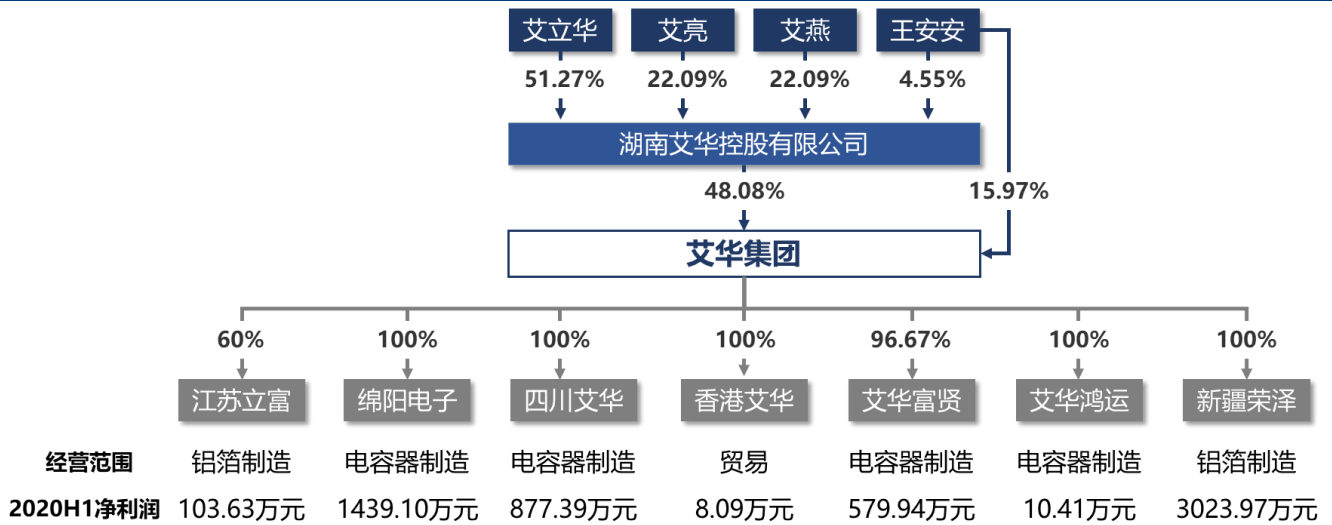 艾立华 艾亮 艾燕 王安安
51.27% 22.09% 22.09% 4.55%
湖南艾华控股有限公司
48.08% 15.97%
艾华集团
60% 100% 100% 100% 96.67% 100% 100%
江苏立富 绵阳电子 四川艾华 香港艾华 艾华富贤 艾华鸿运 新疆荣泽
经营范围 铝箔制造 电容器制造 电容器制造 贸易 电容器制造 电容器制造 铝箔制造
2020H1净利润 103.63万元 1439.10万元 877.39万元 8.09万元 579.94万元 10.41万元 3023.97万元